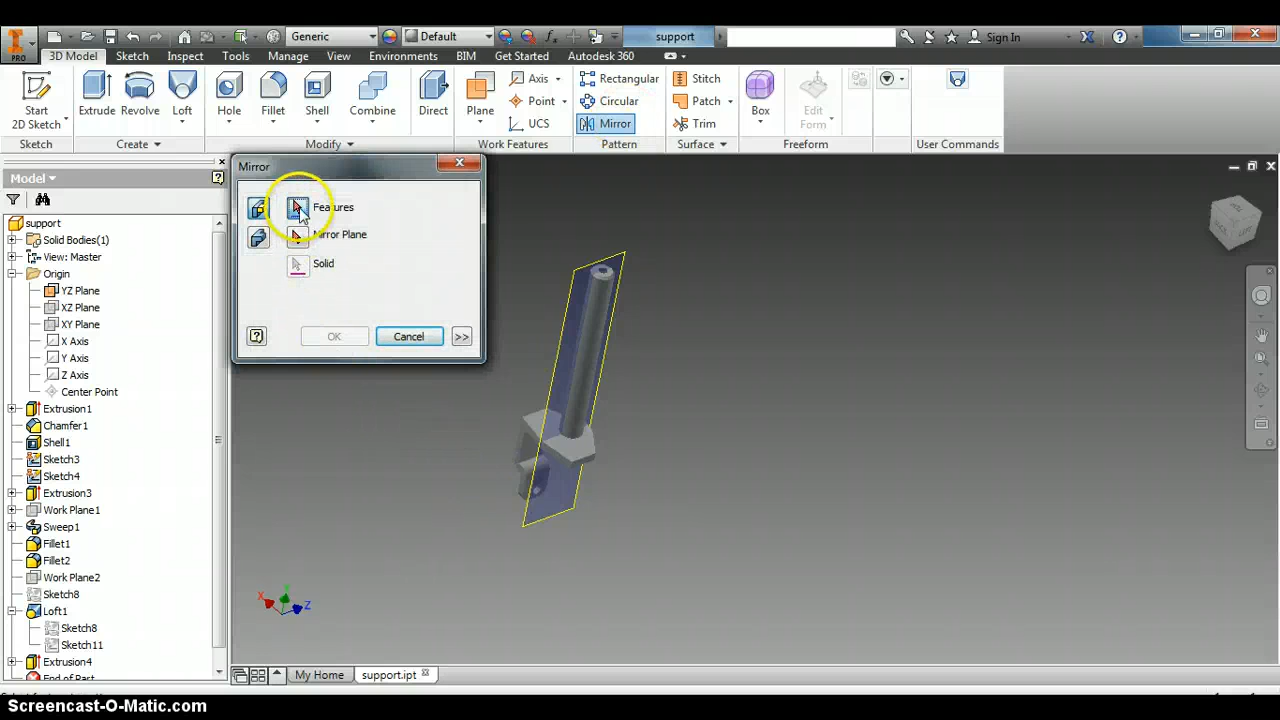 PRO
Generic
Default
support
Sign In
3D Model Sketch Inspect Tools Manage View Environments BIM Get Started Autodesk 360
Start
2D Sketch
Extrude Revolve Loft
Hole Fillet Shell Combine
Direct
Plane
Axis
Point
UCS
Rectangular
Circular
Mirror
Stitch
Patch
Trim
Box
Edit
Form
Sketch Create Modify Work Features Pattern Surface Freeform User Commands
Model
support
Solid Bodies(1)
View: Master
Origin
YZ Plane
XZ Plane
XY Plane
X Axis
Y Axis
Z Axis
Center Point
Extrusion1
Chamfer1
Shell1
Sketch3
Sketch4
Extrusion3
Work Plane1
Sweep1
Fillet1
Fillet2
Work Plane2
Sketch8
Loft1
Sketch8
Sketch11
Extrusion4
Mirror
Features
Mirror Plane
Solid
OK Cancel >>
X
Z
My Home support.ipt
Screencast-O-Matic.com